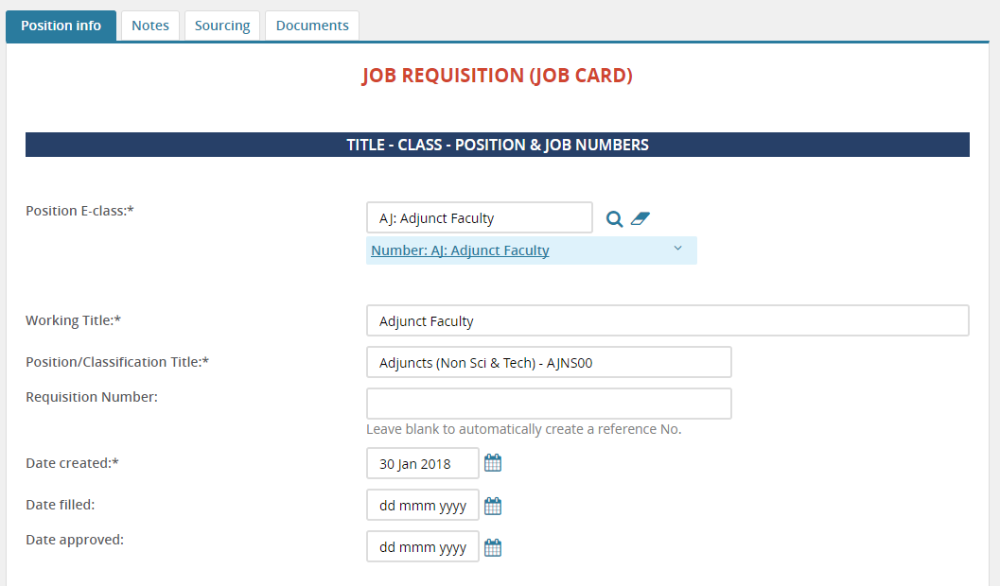 Position info Notes Sourcing Documents
JOB REQUISITION (JOB CARD)
TITLE - CLASS - POSITION & JOB NUMBERS
Position E-class:* AJ: Adjunct Faculty
Number: AJ: Adjunct Faculty
Working Title:* Adjunct Faculty
Position/Classification Title:* Adjuncts (Non Sci & Tech) - AJNS00
Requisition Number:
Leave blank to automatically create a reference No.
Date created:* 30 Jan 2018
Date filled: dd mmm yyyy
Date approved: dd mmm yyyy